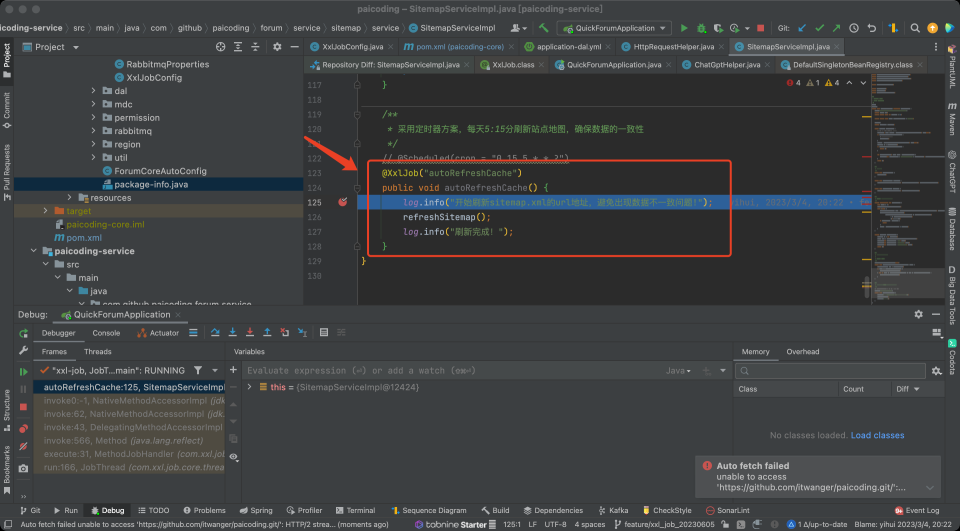 paicoding – SitemapServiceImpl.java [paicoding-service]
coding-service
src
main
java
com
github
paicoding
forum
service
sitemap
service
SitemapServiceImpl
QuickForumApplication
Git:
Project
XxlJobConfig.java
pom.xml (paicoding-core)
application-dal.yml
HttpRequestHelper.java
SitemapServiceImpl.java
Repository Diff: SitemapServiceImpl.java
XxlJob.class
QuickForumApplication.java
ChatGptHelper.java
DefaultSingletonBeanRegistry.class
RabbitmqProperties
XxlJobConfig
dal
mdc
permission
rabbitmq
region
util
ForumCoreAutoConfig
package-info.java
resources
target
paicoding-core.iml
pom.xml
paicoding-service
src
main
java
com.github.paicoding.forum.service
4 1 4
117 }
118
119 /**
120 * 采用定时器方案，每天5:15分刷新站点地图，确保数据的一致性
121 */
122 // @Scheduled(cron = "0 15 5 * * ?")
123 @XxlJob("autoRefreshCache")
124 public void autoRefreshCache() {
125 log.info("开始刷新sitemap.xml的url地址，避免出现数据不一致问题!"); yihui, 2023/3/4, 20:22
126 refreshSitemap();
127 log.info("刷新完成！");
128 }
129 }
130
Project
Commit
Pull Requests
Structure
Bookmarks
PlantUML
Maven
ChatGPT
Database
Big Data Tools
Codota
Debug:
QuickForumApplication
Debugger
Console
Actuator
Frames
Threads
Variables
Memory
Overhead
"xxl-job, JobT...main": RUNNING
Evaluate expression (⏎) or add a watch (⌘⏎)
Java
autoRefreshCache:125, SitemapServiceImpl
this = {SitemapServiceImpl@12424}
invoke0:-1, NativeMethodAccessorImpl (jdk.
invoke:62, NativeMethodAccessorImpl (jdk.
invoke:43, DelegatingMethodAccessorImpl
invoke:566, Method (java.lang.reflect)
execute:31, MethodJobHandler (com.xxl.job
run:166, JobThread (com.xxl.job.core.threa
Class
Count
Diff
No classes loaded. Load classes
Auto fetch failed
unable to access
'https://github.com/itwanger/paicoding.git/':...
Git
Run
Debug
TODO
Problems
Spring
Profiler
Terminal
Sequence Diagram
Build
Dependencies
Kafka
CheckStyle
SonarLint
Event Log
Auto fetch failed unable to access 'https://github.com/itwanger/paicoding.git/': HTTP/2 strea... (moments ago)
tabnine Starter
125:1
LF
UTF-8
4 spaces
feature/xxl_job_20230605
1 Δ/up-to-date
Blame: yihui 2023/3/4, 20:22